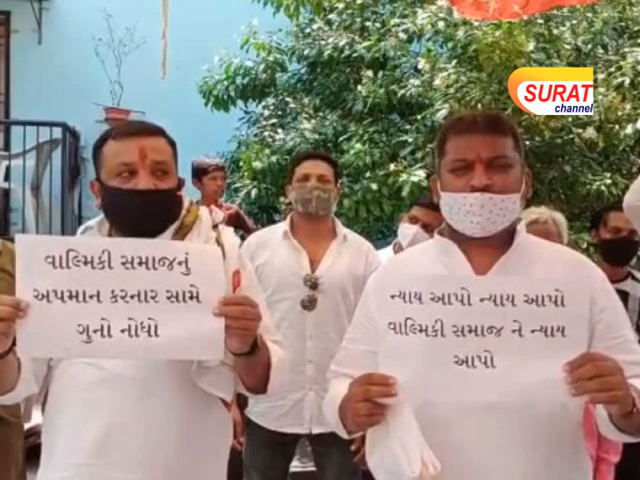 SURAT
channel
વાલ્મિકી સમાજનું
અપમાન કરનાર સામે
ગુનો નોધો
ન્યાય આપો ન્યાય આપો
વાલ્મિકી સમાજ ને ન્યાય
આપો